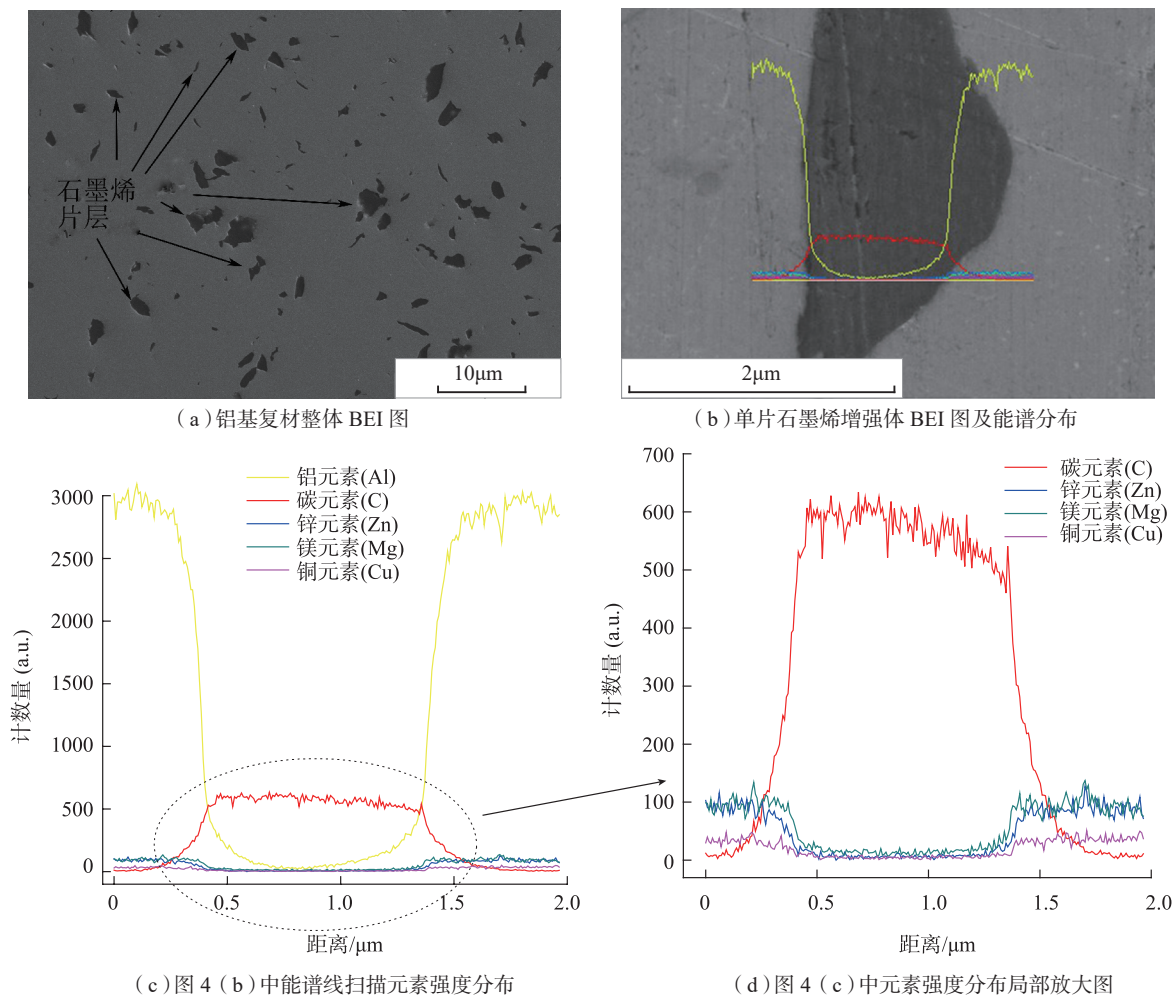 石墨烯
片层
10μm
2μm
(a)铝基复材整体 BEI 图
(b)单片石墨烯增强体 BEI 图及能谱分布
铝元素(Al)
碳元素(C)
锌元素(Zn)
镁元素(Mg)
铜元素(Cu)
3000
2500
2000
1500
1000
500
0
计数量 (a.u.)
0 0.5 1.0 1.5 2.0
距离/μm
(c)图 4(b)中能谱线扫描元素强度分布
碳元素(C)
锌元素(Zn)
镁元素(Mg)
铜元素(Cu)
700
600
500
400
300
200
100
0
计数量 (a.u.)
0 0.5 1.0 1.5 2.0
距离/μm
(d)图 4(c)中元素强度分布局部放大图